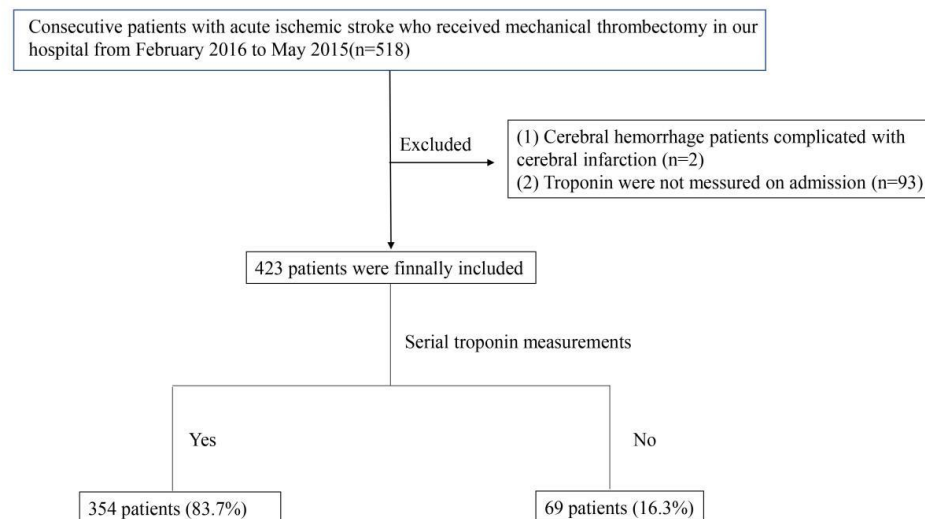 Consecutive patients with acute ischemic stroke who received mechanical thrombectomy in our
hospital from February 2016 to May 2015(n=518)
Excluded
(1) Cerebral hemorrhage patients complicated with
cerebral infarction (n=2)
(2) Troponin were not messured on admission (n=93)
423 patients were finnally included
Serial troponin measurements
Yes
No
354 patients (83.7%)
69 patients (16.3%)